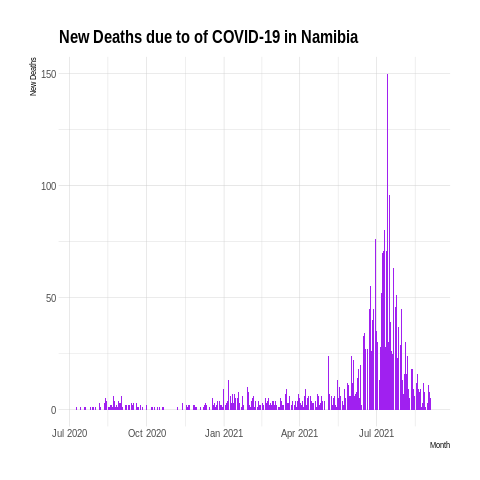 New Deaths due to of COVID-19 in Namibia
New Deaths
150
100
50
0
Jul 2020 Oct 2020 Jan 2021 Apr 2021 Jul 2021
Month